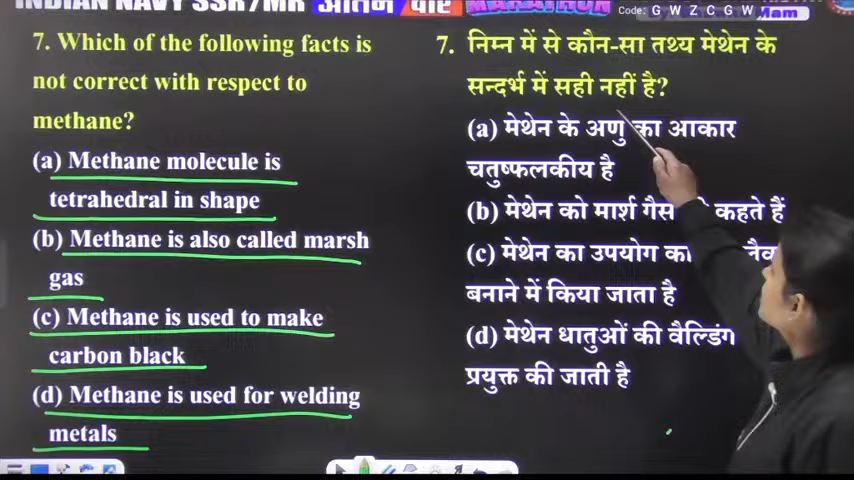 INDIAN NAVY SSR / MR अंतिम वार MARATHON Code: G W Z C G W Mam
7. Which of the following facts is
not correct with respect to
methane?
(a) Methane molecule is
tetrahedral in shape
(b) Methane is also called marsh
gas
(c) Methane is used to make
carbon black
(d) Methane is used for welding
metals
7. निम्न में से कौन-सा तथ्य मेथेन के
सन्दर्भ में सही नहीं है?
(a) मेथेन के अणु का आकार
चतुष्फलकीय है
(b) मेथेन को मार्श गैस कहते हैं
(c) मेथेन का उपयोग
बनाने में किया जाता है
(d) मेथेन धातुओं की वैल्डिंग
प्रयुक्त की जाती है